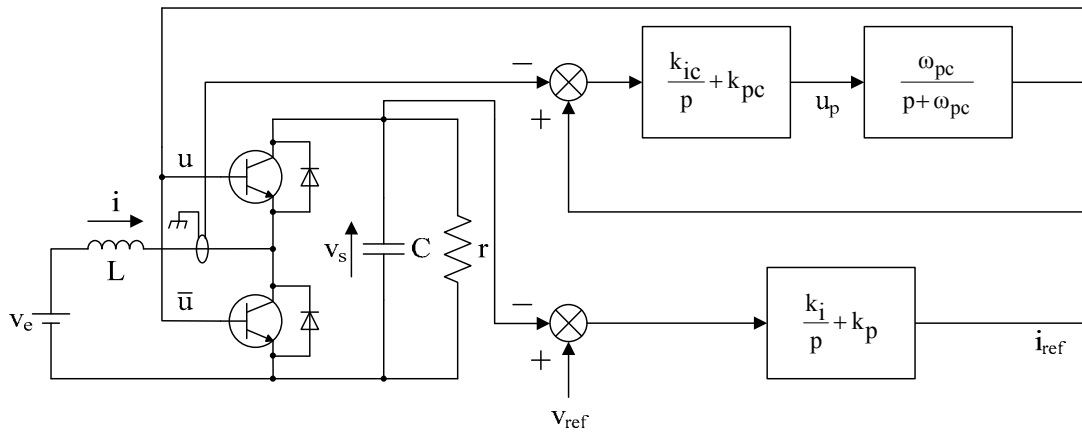 −
k_ic/p + k_pc
ω_pc/(p+ω_pc)
+
u_p
u
i
v_s
C
r
L
ū
−
k_i/p + k_p
v_e
+
i_ref
v_ref